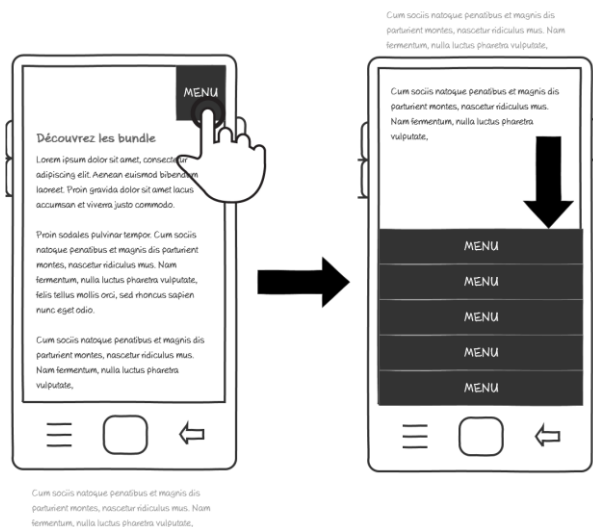 MENU
Découvrez les bundle
Lorem ipsum dolor sit amet, consectetur
adipiscing elit. Aenean euismod bibendum
laoreet. Proin gravida dolor sit amet lacus
accumsan et viverra justo commodo.
Proin sodales pulvinar tempor. Cum sociis
natoque penatibus et magnis dis parturient
montes, nascetur ridiculus mus. Nam
fermentum, nulla luctus pharetra vulputate,
felis tellus mollis orci, sed rhoncus sapien
nunc eget odio.
Cum sociis natoque penatibus et magnis dis
parturient montes, nascetur ridiculus mus.
Nam fermentum, nulla luctus pharetra
vulputate,
Cum sociis natoque penatibus et magnis dis
parturient montes, nascetur ridiculus mus. Nam
fermentum, nulla luctus pharetra vulputate,
Cum sociis natoque penatibus et magnis dis
parturient montes, nascetur ridiculus mus. Nam
fermentum, nulla luctus pharetra vulputate,
Cum sociis natoque penatibus et magnis dis
parturient montes, nascetur ridiculus mus.
Nam fermentum, nulla luctus pharetra
vulputate,
MENU
MENU
MENU
MENU
MENU